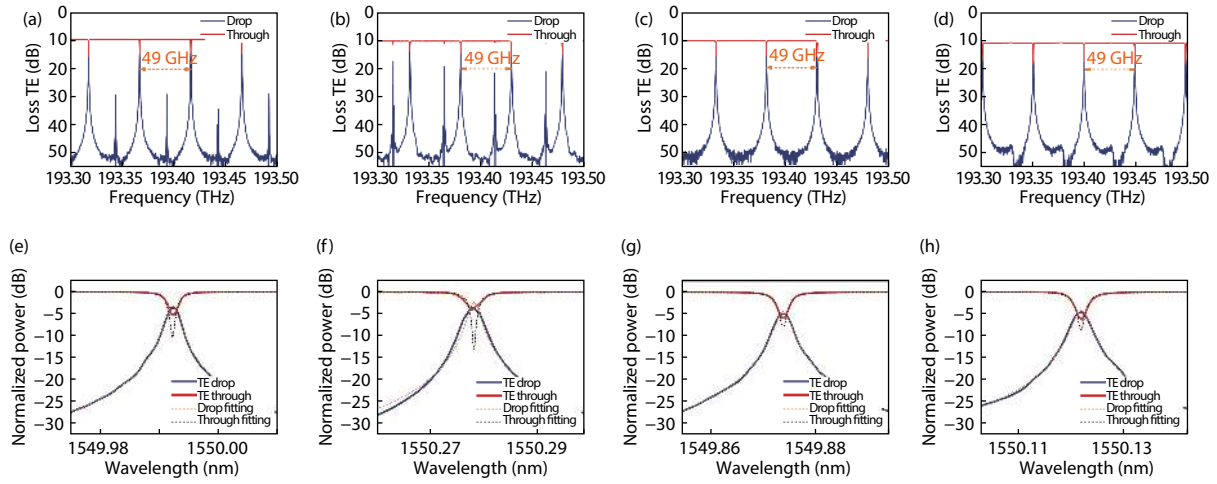 (a)
0
10
20
30
40
50
Loss TE (dB)
Drop
Through
49 GHz
193.30
193.40
193.45
193.50
Frequency (THz)
(b)
0
10
20
30
40
50
Loss TE (dB)
Drop
Through
49 GHz
193.30
193.40
193.45
193.50
Frequency (THz)
(c)
0
10
20
30
40
50
Loss TE (dB)
Drop
Through
49 GHz
193.30
193.40
193.45
193.50
Frequency (THz)
(d)
0
10
20
30
40
50
Loss TE (dB)
Drop
Through
49 GHz
193.30
193.40
193.45
193.50
Frequency (THz)
(e)
0
−5
−10
−15
−20
−25
−30
Normalized power (dB)
TE drop
TE through
Drop fitting
Through fitting
1549.98
1550.00
Wavelength (nm)
(f)
0
−5
−10
−15
−20
−25
−30
Normalized power (dB)
TE drop
TE through
Drop fitting
Through fitting
1550.27
1550.29
Wavelength (nm)
(g)
0
−5
−10
−15
−20
−25
−30
Normalized power (dB)
TE drop
TE through
Drop fitting
Through fitting
1549.86
1549.88
Wavelength (nm)
(h)
0
−5
−10
−15
−20
−25
−30
Normalized power (dB)
TE drop
TE through
Drop fitting
Through fitting
1550.11
1550.13
Wavelength (nm)